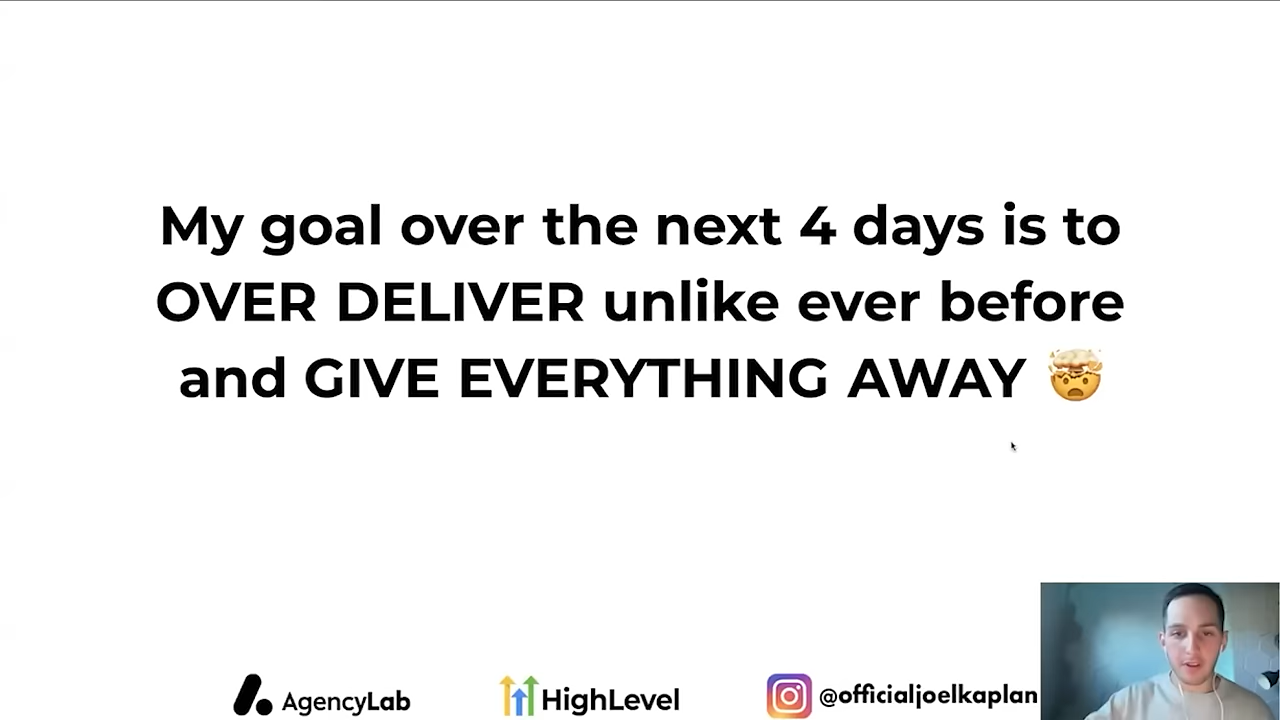 My goal over the next 4 days is to
OVER DELIVER unlike ever before
and GIVE EVERYTHING AWAY 🤯
AgencyLab
HighLevel
@officialjoelkaplan